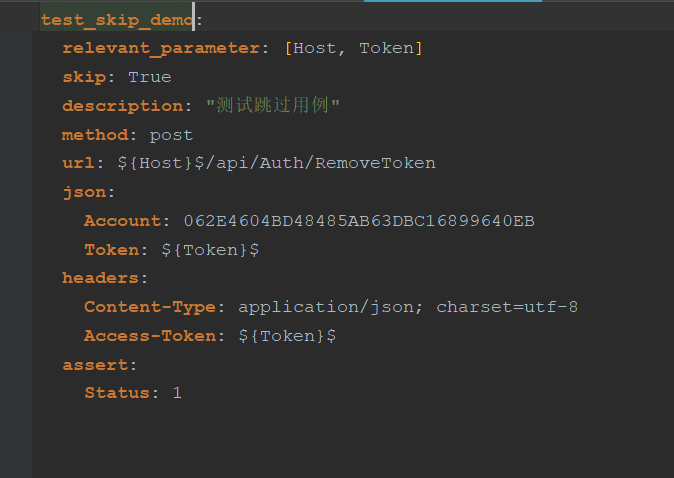 test_skip_demo:
relevant_parameter: [Host, Token]
skip: True
description: "测试跳过用例"
method: post
url: ${Host}$/api/Auth/RemoveToken
json:
Account: 062E4604BD48485AB63DBC16899640EB
Token: ${Token}$
headers:
Content-Type: application/json; charset=utf-8
Access-Token: ${Token}$
assert:
Status: 1